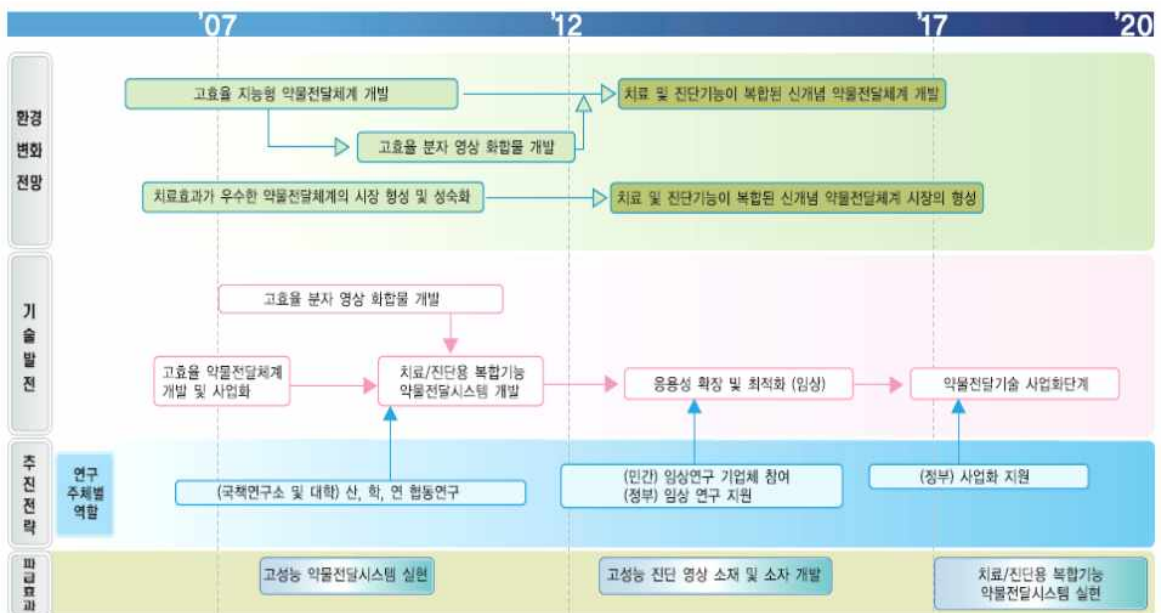 '07 '12 '17 '20
환경
변화
전망
고효율 지능형 약물전달체계 개발
치료 및 진단기능이 복합된 신개념 약물전달체계 개발
고효율 분자 영상 화합물 개발
치료효과가 우수한 약물전달체계의 시장 형성 및 성숙화
치료 및 진단기능이 복합된 신개념 약물전달체계 시장의 형성
기
술
발
전
고효율 분자 영상 화합물 개발
고효율 약물전달체계
개발 및 사업화
치료/진단용 복합기능
약물전달시스템 개발
응용성 확장 및 최적화 (임상)
약물전달기술 사업화단계
추
진
전
략
연구
주체별
역할
(국책연구소 및 대학) 산, 학, 연 협동연구
(민간) 임상연구 기업체 참여
(정부) 임상 연구 지원
(정부) 사업화 지원
파
급
효
과
고성능 약물전달시스템 실현
고성능 진단 영상 소재 및 소자 개발
치료/진단용 복합기능
약물전달시스템 실현